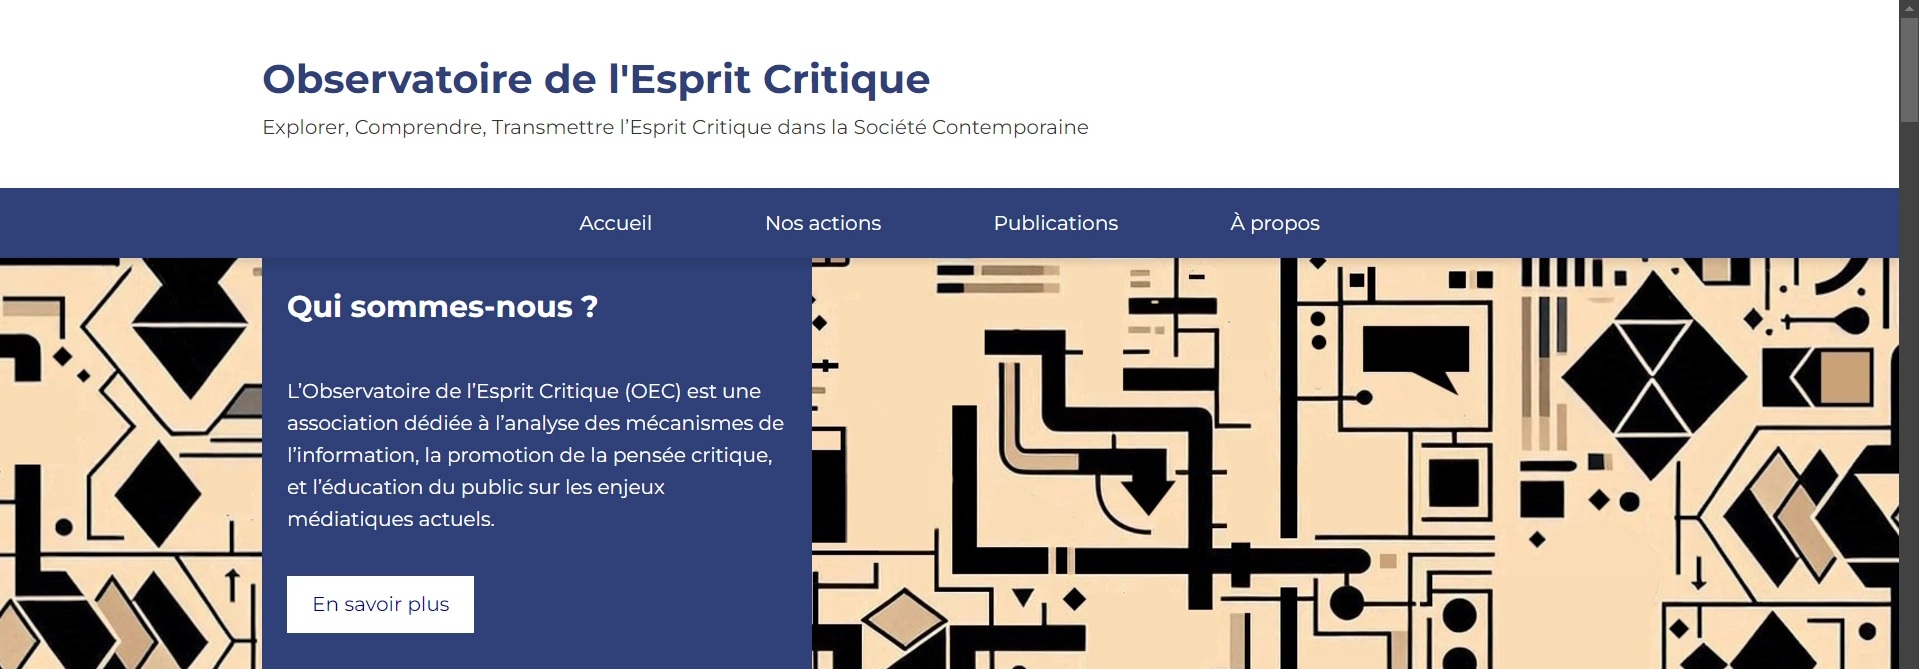 Observatoire de l'Esprit Critique
Explorer, Comprendre, Transmettre l’Esprit Critique dans la Société Contemporaine
Accueil
Nos actions
Publications
À propos
Qui sommes-nous ?
L’Observatoire de l’Esprit Critique (OEC) est une
association dédiée à l’analyse des mécanismes de
l’information, la promotion de la pensée critique,
et l’éducation du public sur les enjeux
médiatiques actuels.
En savoir plus